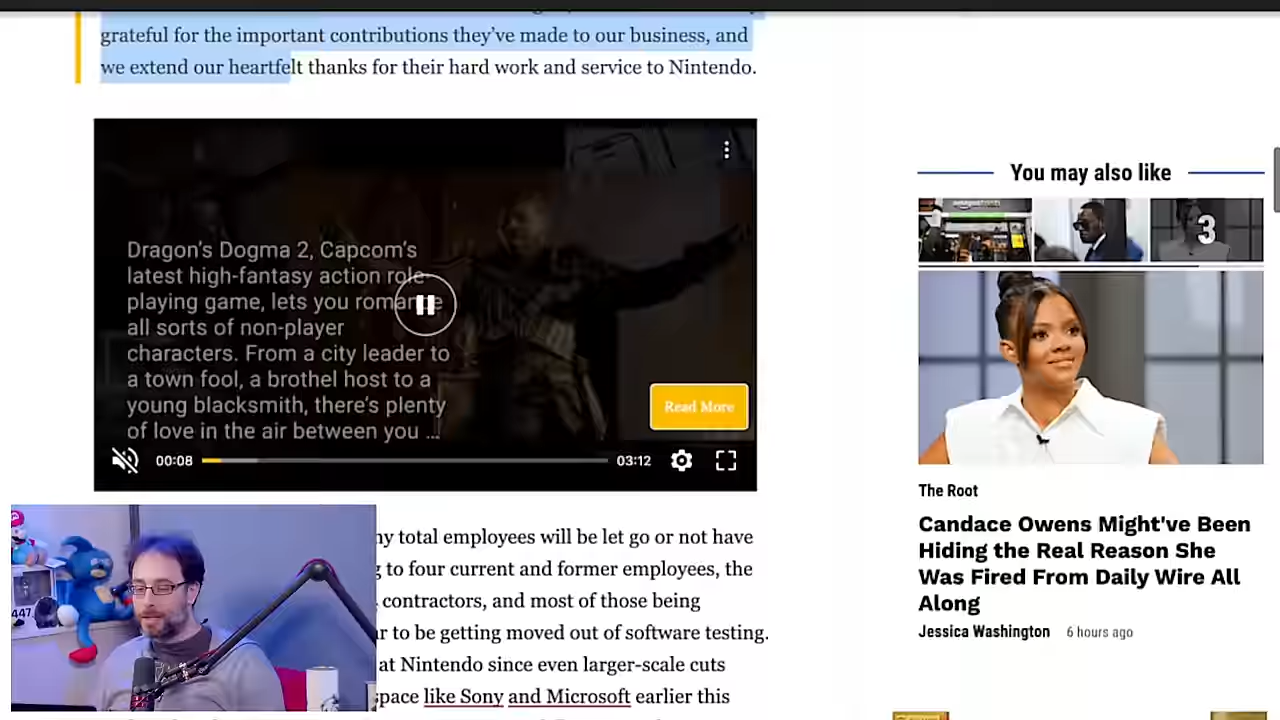 grateful for the important contributions they've made to our business, and
we extend our heartfelt thanks for their hard work and service to Nintendo.
Dragon's Dogma 2, Capcom's
latest high-fantasy action role-
playing game, lets you romance
all sorts of non-player
characters. From a city leader to
a town fool, a brothel host to a
young blacksmith, there's plenty
of love in the air between you ...
Read More
00:08
03:12
You may also like
3
The Root
Candace Owens Might've Been
Hiding the Real Reason She
Was Fired From Daily Wire All
Along
Jessica Washington 6 hours ago
447
total employees will be let go or not have
to four current and former employees, the
contractors, and most of those being
to be getting moved out of software testing.
at Nintendo since even larger-scale cuts
space like Sony and Microsoft earlier this